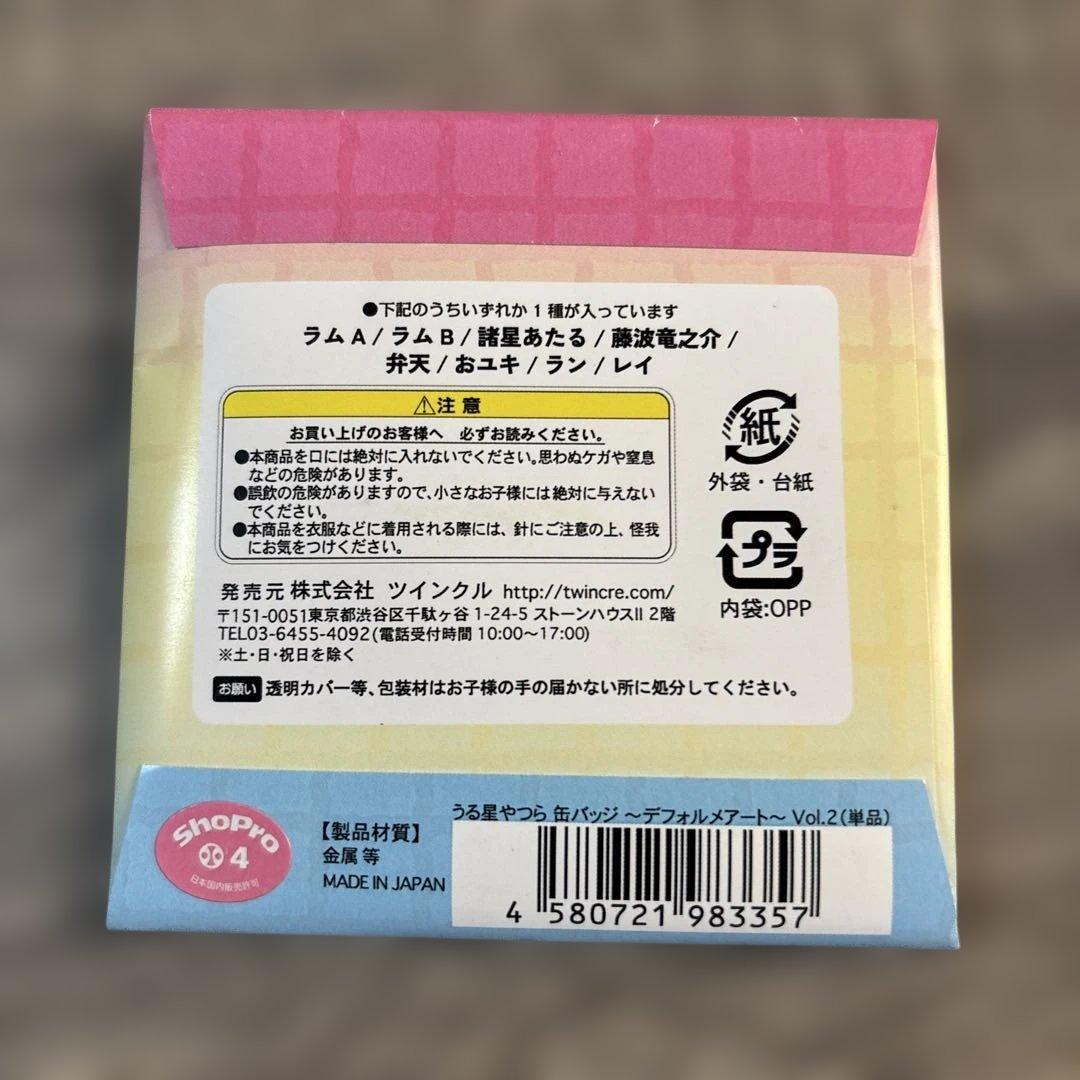 ●下記のうちいずれか1種が入っています
ラムA/ラムB/諸星あたる/藤波竜之介/
弁天/おユキ/ラン/レイ
⚠注意
お買い上げのお客様へ 必ずお読みください。
●本商品を口には絶対に入れないでください。思わぬケガや窒息
などの危険があります。
●誤飲の危険がありますので、小さなお子様には絶対に与えない
でください。
●本商品を衣服などに着用される際には、針にご注意の上、怪我
にお気をつけください。
紙
外袋・台紙
プラ
内袋:OPP
発売元 株式会社 ツインクル http://twincre.com/
〒151-0051東京都渋谷区千駄ヶ谷1-24-5 ストーンハウスII 2階
TEL03-6455-4092(電話受付時間 10:00〜17:00)
※土・日・祝日を除く
お願い 透明カバー等、包装材はお子様の手の届かない所に処分してください。
ShoPro
4
日本国内販売許可
【製品材質】
金属 等
MADE IN JAPAN
うる星やつら 缶バッジ 〜デフォルメアート〜 Vol.2(単品)
4 580721 983357